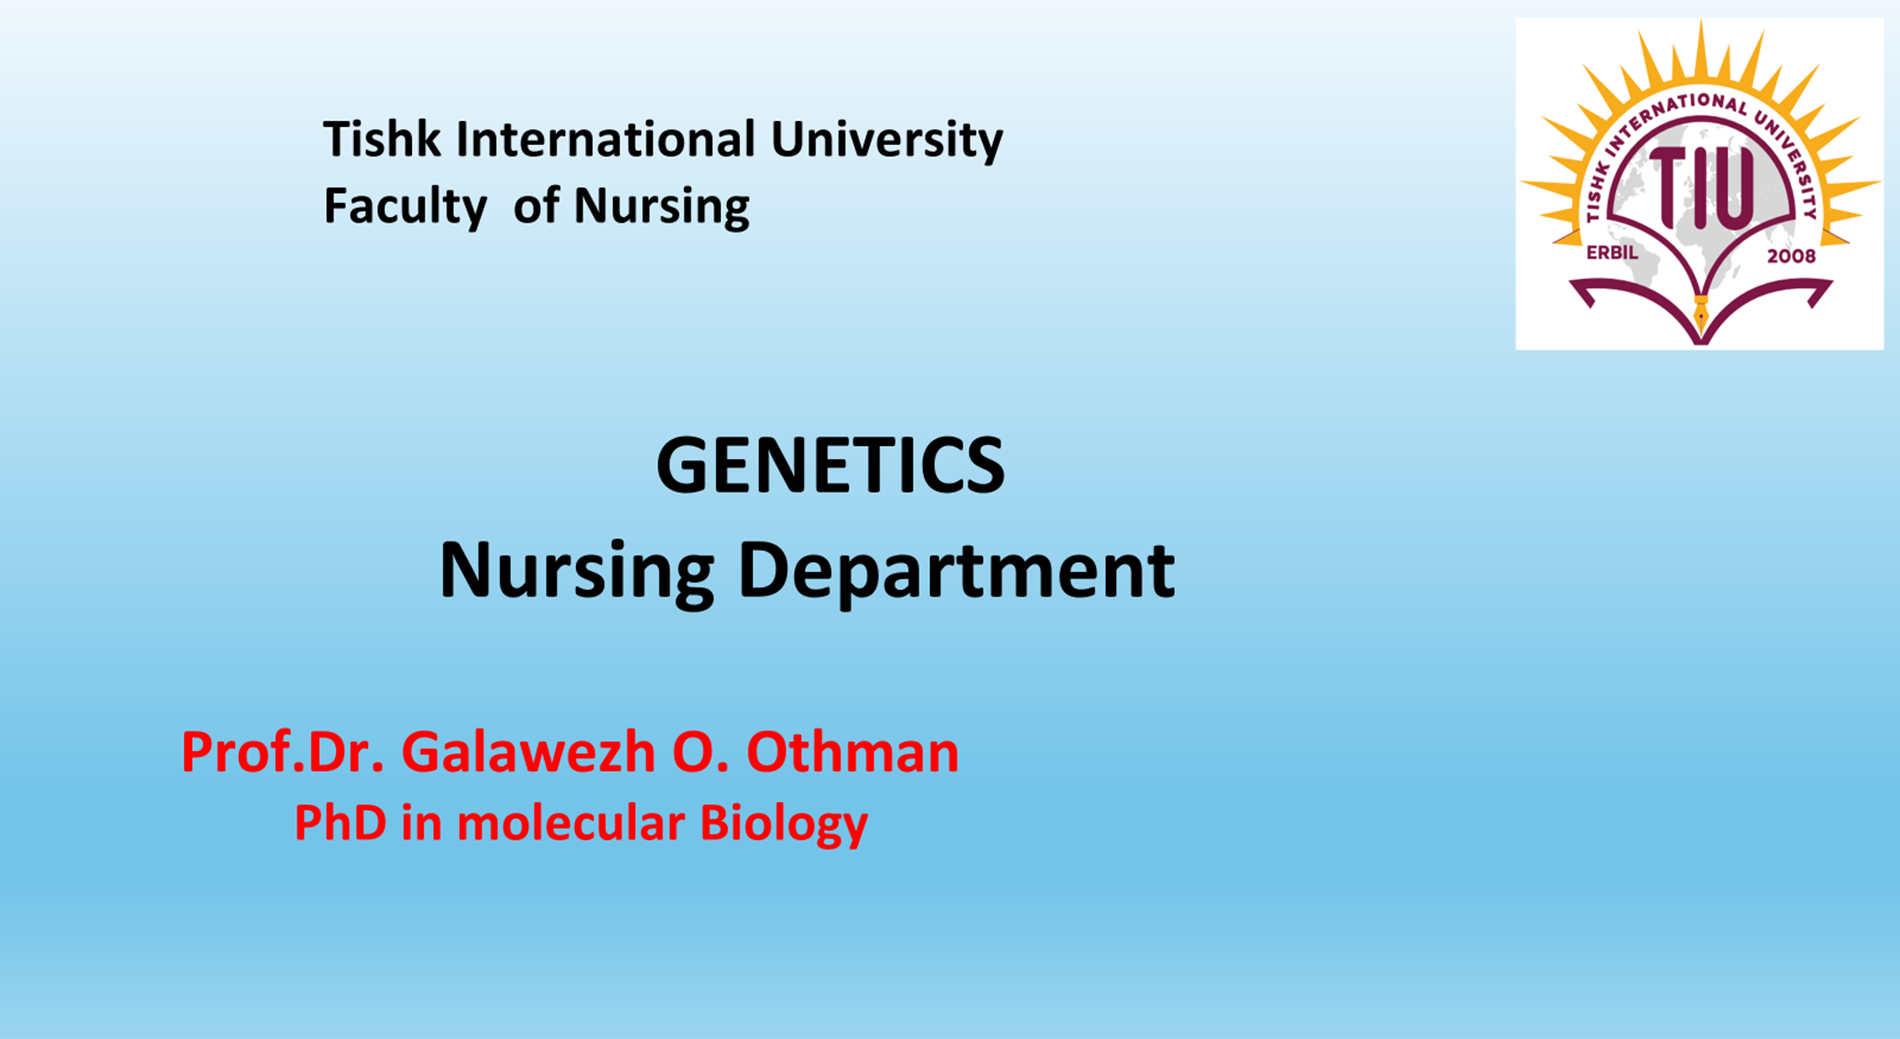 Tishk International University
Faculty  of Nursing
TISHK INTERNATIONAL UNIVERSITY
TIU
ERBIL
2008
GENETICS
Nursing Department
Prof.Dr. Galawezh O. Othman
PhD in molecular Biology